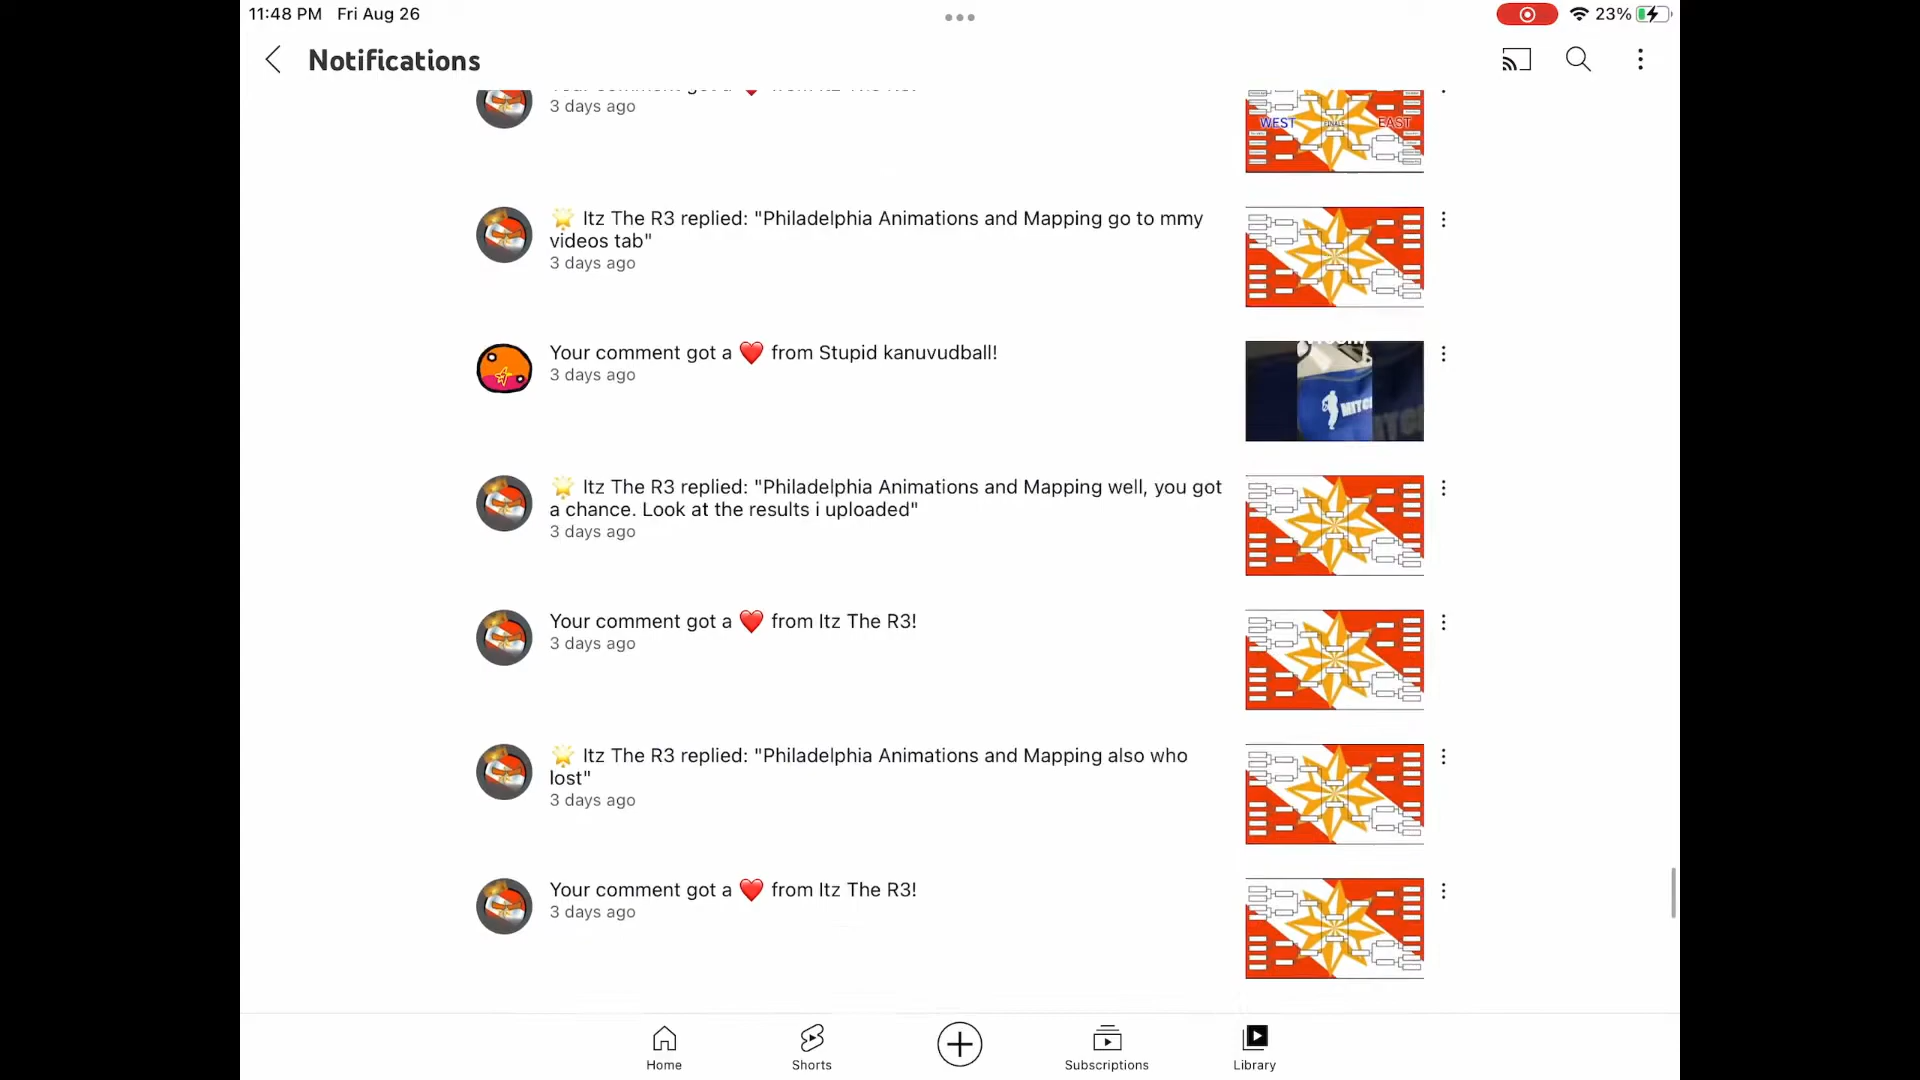 11:48 PM Fri Aug 26
23%
Notifications
Your comment got a ❤️ from Itz The R3!
3 days ago
WEST
FINALE
EAST
🌟 Itz The R3 replied: "Philadelphia Animations and Mapping go to mmy
videos tab"
3 days ago
Your comment got a ❤️ from Stupid kanuvudball!
3 days ago
🌟 Itz The R3 replied: "Philadelphia Animations and Mapping well, you got
a chance. Look at the results i uploaded"
3 days ago
Your comment got a ❤️ from Itz The R3!
3 days ago
🌟 Itz The R3 replied: "Philadelphia Animations and Mapping also who
lost"
3 days ago
Your comment got a ❤️ from Itz The R3!
3 days ago
Home
Shorts
Subscriptions
Library